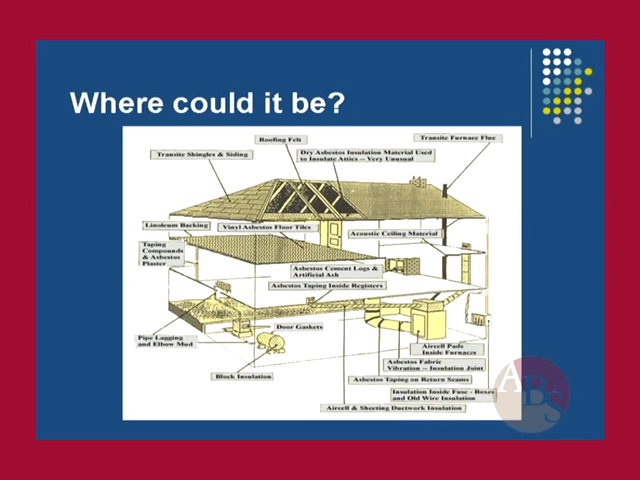 Where could it be?
Roofing Felt
Transite Furnace Flue
Transite Shingles & Siding
Dry Asbestos Insulation Material Used
to Insulate Attics -- Very Unusual
Linoleum Backing
Vinyl Asbestos Floor Tiles
Acoustic Ceiling Material
Taping
Compounds
& Asbestos
Plaster
Asbestos Cement Logs &
Artificial Ash
Asbestos Taping Inside Registers
Door Gaskets
Pipe Lagging
and Elbow Mud
Aircell Pads
Inside Furnaces
Asbestos Fabric
Vibration -- Insulation Joint
Block Insulation
Asbestos Taping on Return Seams
Insulation Inside Fuse - Boxes
and Old Wire Insulation
Aircell & Sheeting Ductwork Insulation
ABS